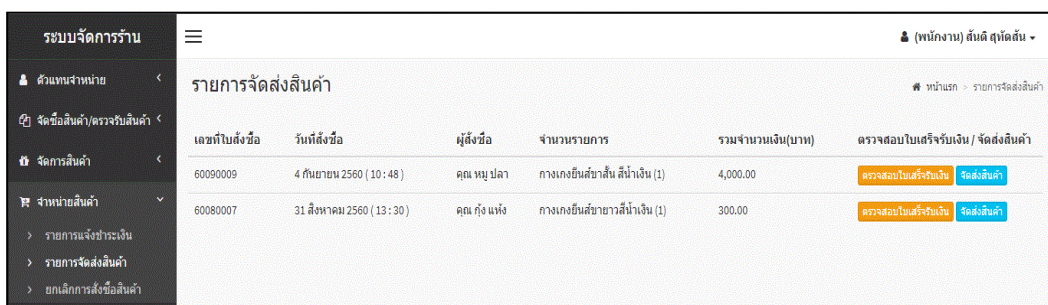 ระบบจัดการร้าน
(พนักงาน) สันติ สุทัดสัน
ตัวแทนจำหน่าย
จัดซื้อสินค้า/ตรวจรับสินค้า
จัดการสินค้า
จำหน่ายสินค้า
รายการแจ้งชำระเงิน
รายการจัดส่งสินค้า
ยกเลิกการสั่งซื้อสินค้า
รายการจัดส่งสินค้า
หน้าแรก > รายการจัดส่งสินค้า
เลขที่ใบสั่งซื้อ วันที่สั่งซื้อ ผู้สั่งซื้อ จำนวนรายการ รวมจำนวนเงิน(บาท) ตรวจสอบใบเสร็จรับเงิน / จัดส่งสินค้า
60090009 4 กันยายน 2560 ( 10 : 48 ) คุณ หมู ปลา กางเกงยีนส์ขาสั้น สีน้ำเงิน (1) 4,000.00 ตรวจสอบใบเสร็จรับเงิน จัดส่งสินค้า
60080007 31 สิงหาคม 2560 ( 13 : 30 ) คุณ กุ้ง แห้ง กางเกงยีนส์ขายาวสีน้ำเงิน (1) 300.00 ตรวจสอบใบเสร็จรับเงิน จัดส่งสินค้า